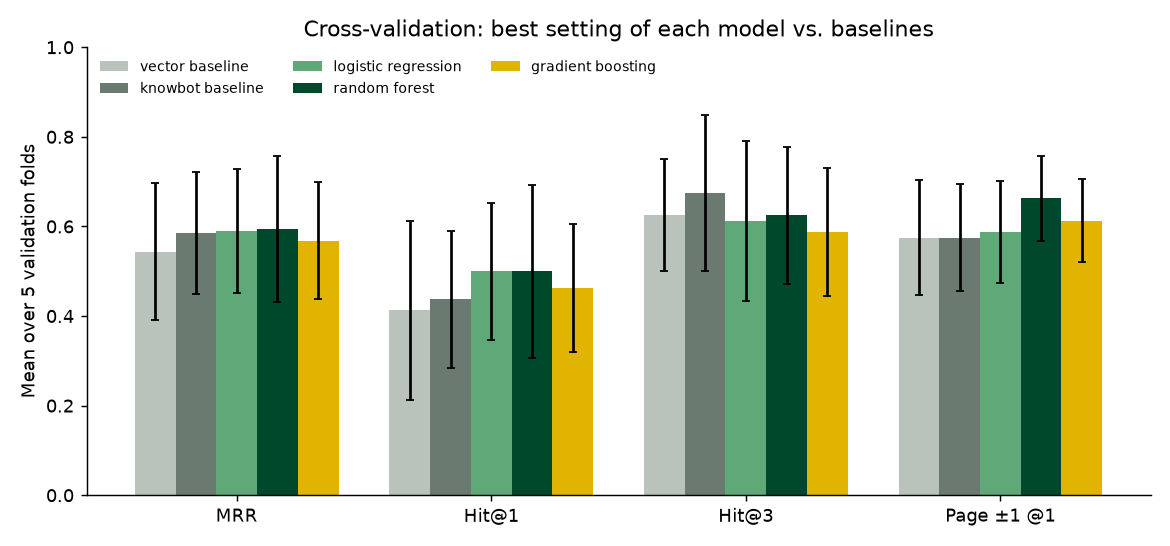 Cross-validation: best setting of each model vs. baselines
vector baseline
knowbot baseline
logistic regression
random forest
gradient boosting
Mean over 5 validation folds
1.0
0.8
0.6
0.4
0.2
0.0
MRR
Hit@1
Hit@3
Page ±1 @1